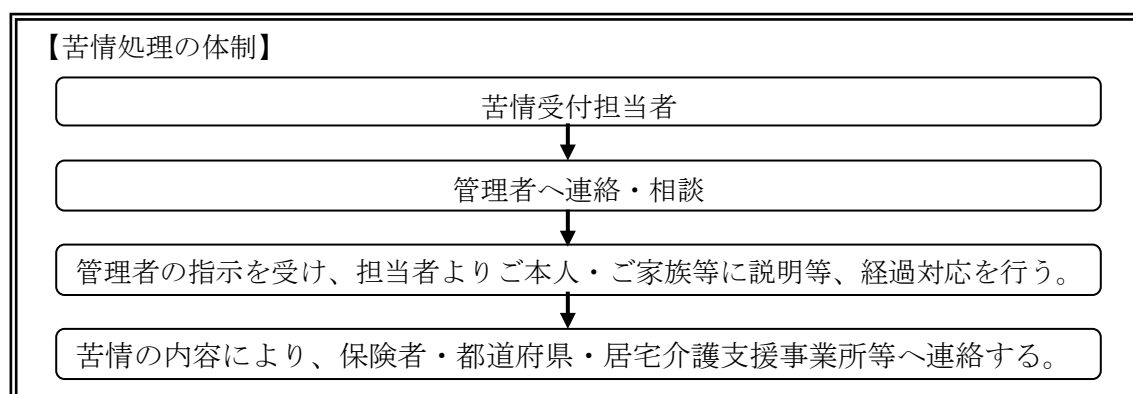 【苦情処理の体制】
苦情受付担当者
管理者へ連絡・相談
管理者の指示を受け、担当者よりご本人・ご家族等に説明等、経過対応を行う。
苦情の内容により、保険者・都道府県・居宅介護支援事業所等へ連絡する。